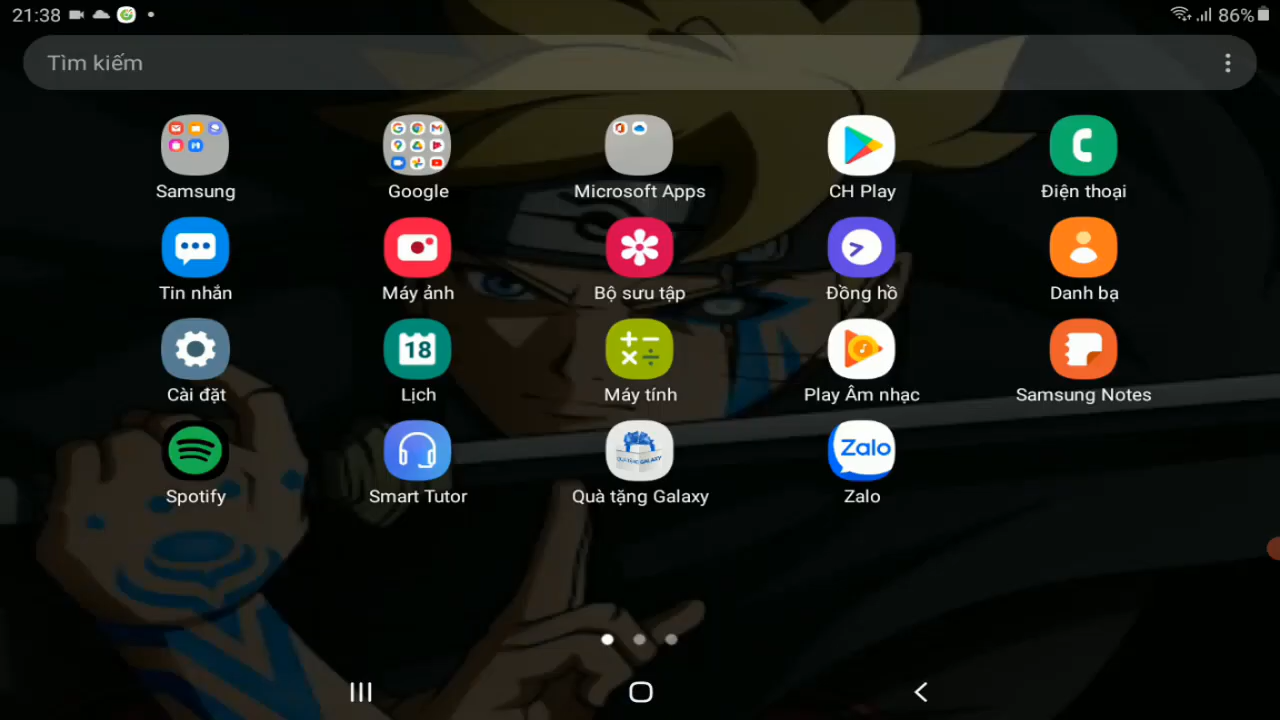 21:38
86%
Tìm kiếm
Samsung
Google
Microsoft Apps
CH Play
Điện thoại
Tin nhắn
Máy ảnh
Bộ sưu tập
Đồng hồ
Danh bạ
18
Cài đặt
Lịch
Máy tính
Play Âm nhạc
Samsung Notes
Zalo
Spotify
Smart Tutor
Quà tặng Galaxy
Zalo